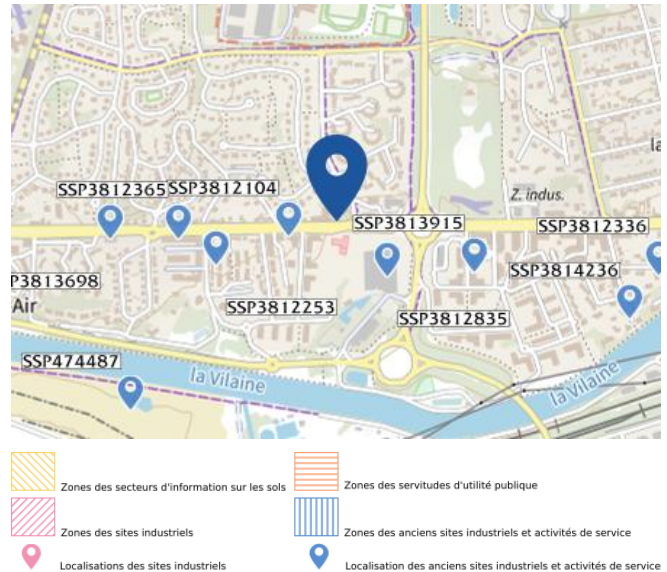 Z. indus.
la
SSP3812365
SSP3812104
SSP3813915
SSP3812336
P3813698
SSP3814236
Air
SSP3812253
SSP3812835
SSP474487
la Vilaine
la Vilaine
Zones des secteurs d'information sur les sols
Zones des servitudes d'utilité publique
Zones des sites industriels
Zones des anciens sites industriels et activités de service
Localisations des sites industriels
Localisation des anciens sites industriels et activités de service